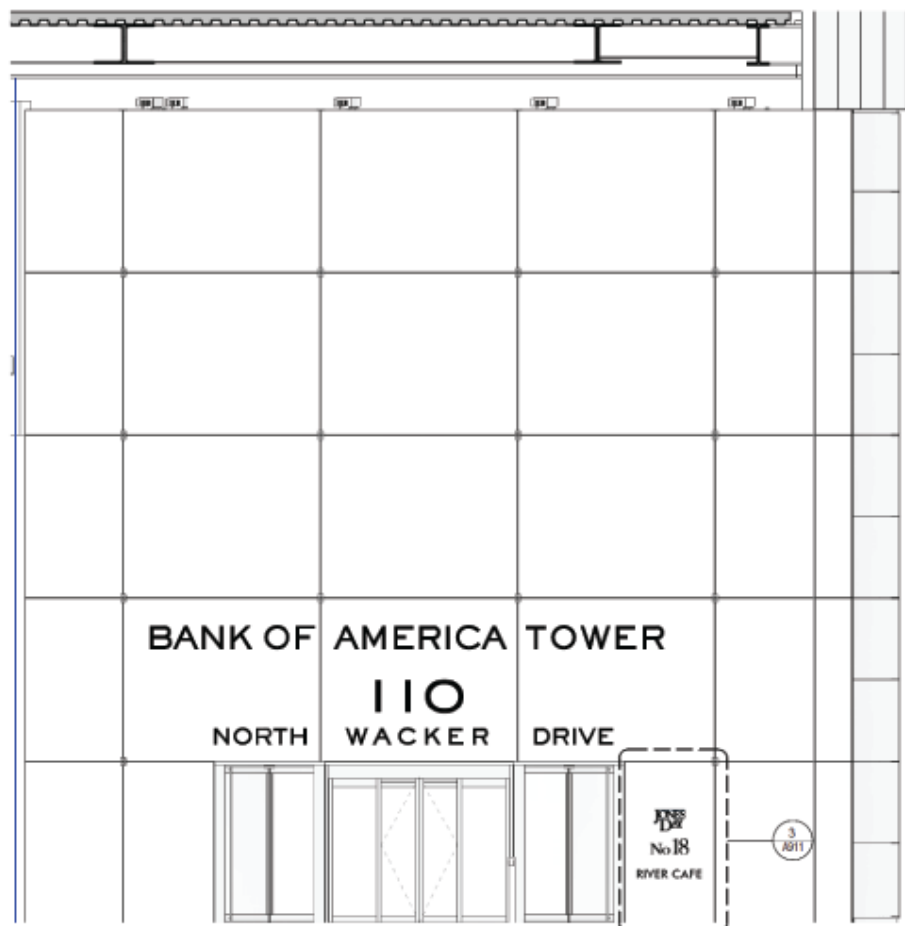 BANK OF AMERICA TOWER
110
NORTH WACKER DRIVE
JONES
DAY
No 18
RIVER CAFE
3
A911